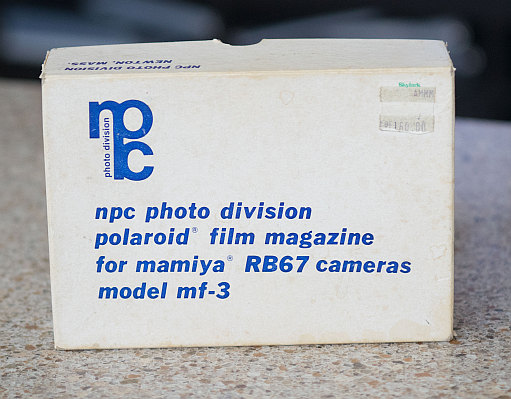 NPC PHOTO DIVISION
NEWTON, MASS.
npc
photo division
Skylark
npc photo division
polaroid® film magazine
for mamiya® RB67 cameras
model mf-3